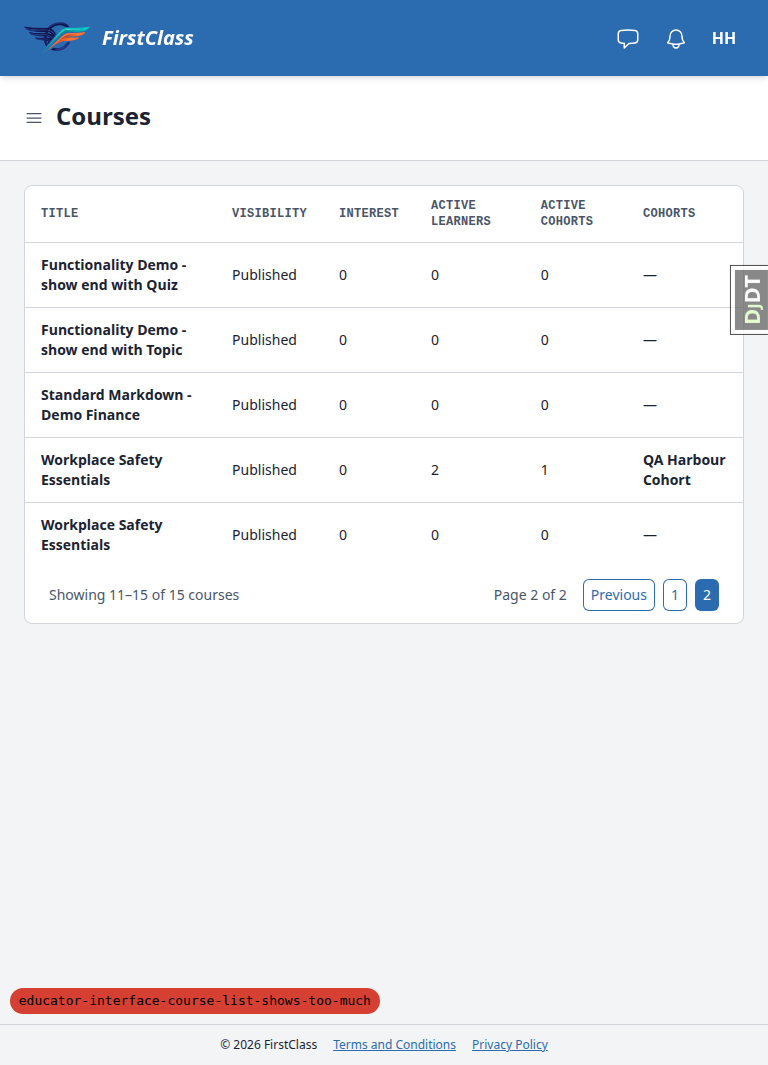 FirstClass
HH
Courses
TITLE VISIBILITY INTEREST ACTIVE LEARNERS ACTIVE COHORTS COHORTS
Functionality Demo - show end with Quiz Published 0 0 0 —
Functionality Demo - show end with Topic Published 0 0 0 —
Standard Markdown - Demo Finance Published 0 0 0 —
Workplace Safety Essentials Published 0 2 1 QA Harbour Cohort
Workplace Safety Essentials Published 0 0 0 —
Showing 11–15 of 15 courses Page 2 of 2 Previous 1 2
DJDT
educator-interface-course-list-shows-too-much
© 2026 FirstClass Terms and Conditions Privacy Policy